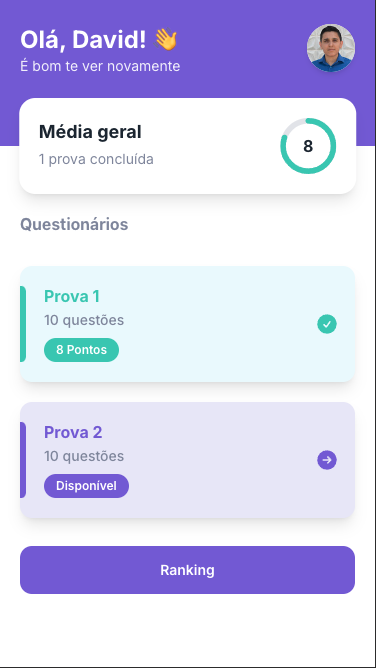 Olá, David! 👋
É bom te ver novamente
Média geral
1 prova concluída
8
Questionários
Prova 1
10 questões
8 Pontos
Prova 2
10 questões
Disponível
Ranking